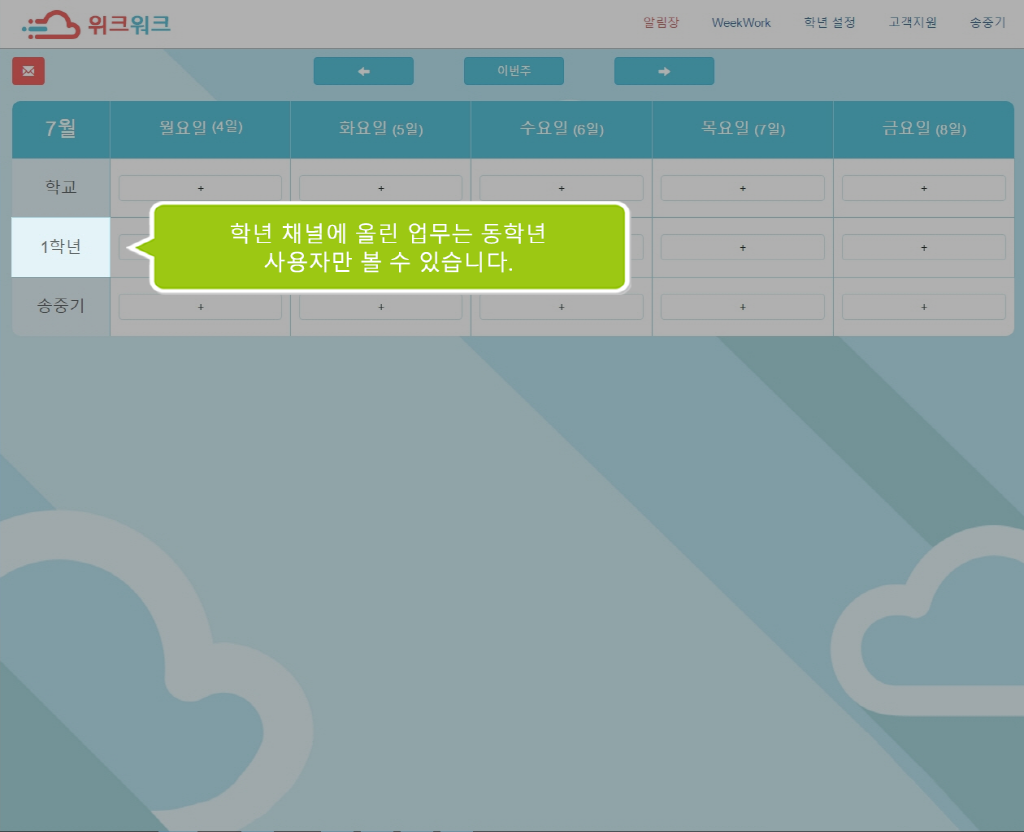 위크워크
알림장 WeekWork 학년 설정 고객지원 송중기
이번주
7월 월요일 (4일) 화요일 (5일) 수요일 (6일) 목요일 (7일) 금요일 (8일)
학교 + + + + +
학년 채널에 올린 업무는 동학년
사용자만 볼 수 있습니다.
1학년 + +
송중기 + + + + +